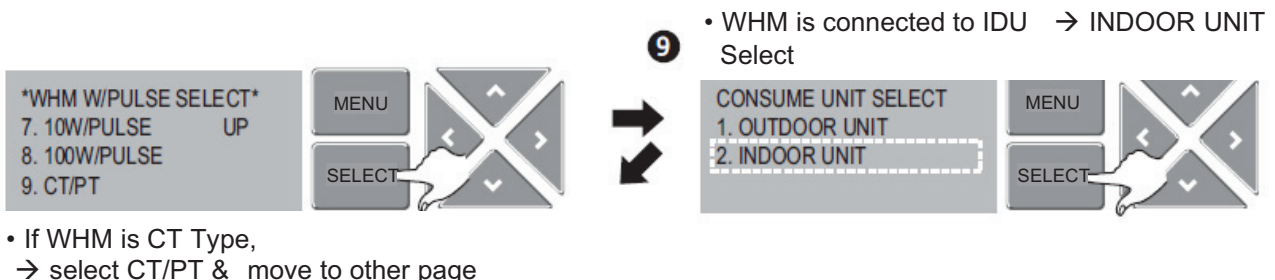 *WHM W/PULSE SELECT*
7. 10W/PULSE UP
8. 100W/PULSE
9. CT/PT
MENU
SELECT
• If WHM is CT Type,
→ select CT/PT & move to other page
9
• WHM is connected to IDU → INDOOR UNIT
Select
CONSUME UNIT SELECT
1. OUTDOOR UNIT
2. INDOOR UNIT
MENU
SELECT